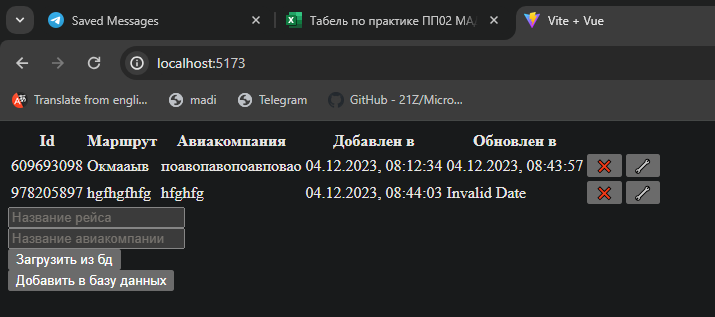 Saved Messages
Табель по практике ПП02 МА
Vite + Vue
localhost:5173
Translate from engli...
madi
Telegram
GitHub - 21Z/Micro...
Id Маршрут Авиакомпания Добавлен в Обновлен в
609693098 Окмааыв поавопавопоавповао 04.12.2023, 08:12:34 04.12.2023, 08:43:57
978205897 hgfhgfhfg hfghfg 04.12.2023, 08:44:03 Invalid Date
Название рейса
Название авиакомпании
Загрузить из бд
Добавить в базу данных